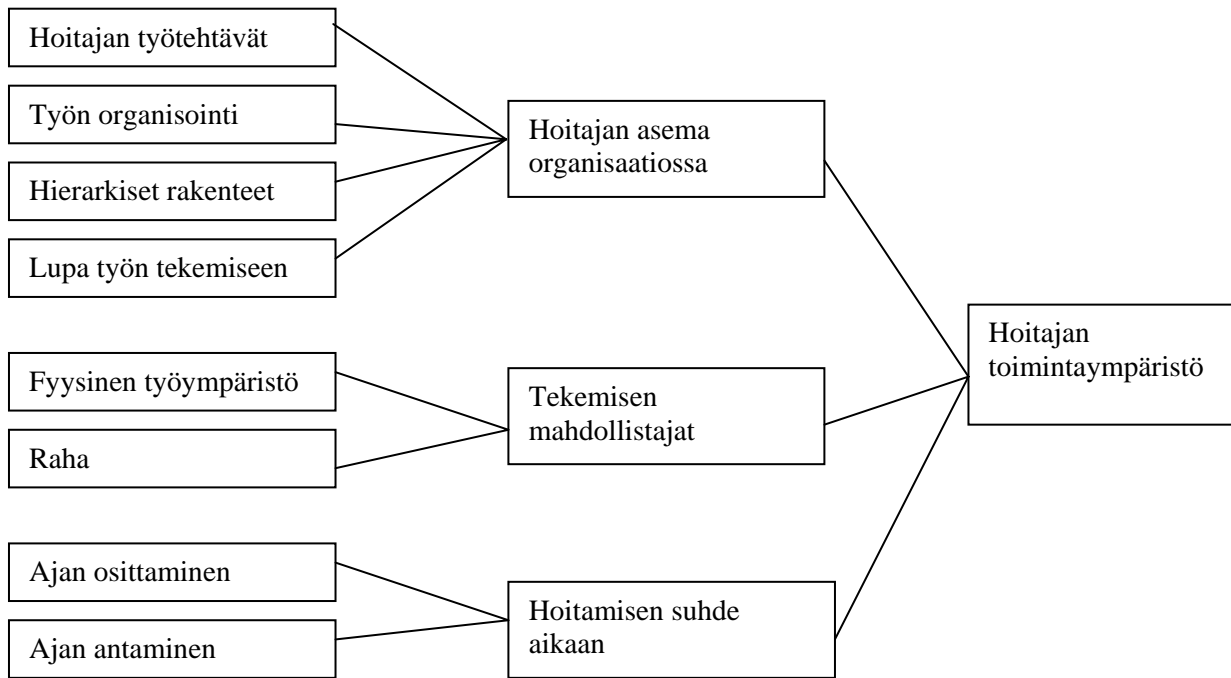 Hoitajan työtehtävät
Työn organisointi
Hierarkiset rakenteet
Lupa työn tekemiseen
Hoitajan asema
organisaatiossa
Fyysinen työympäristö
Raha
Tekemisen
mahdollistajat
Ajan osittaminen
Ajan antaminen
Hoitamisen suhde
aikaan
Hoitajan
toimintaympäristö